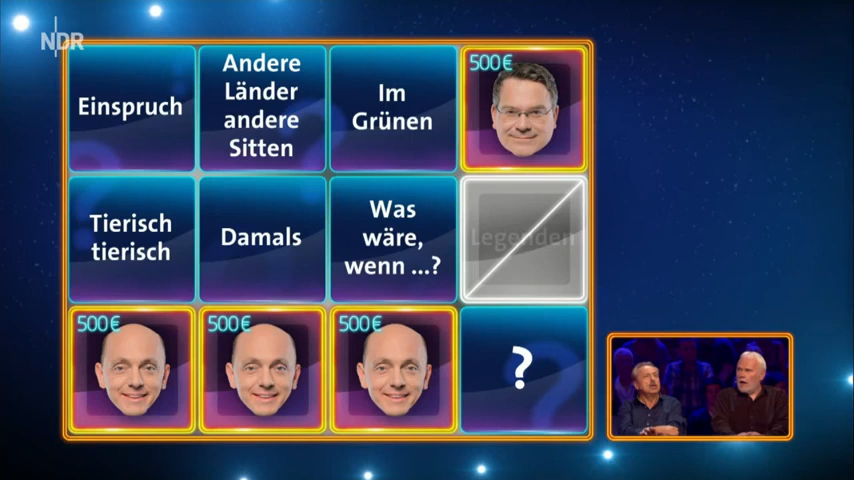 NDR
Einspruch
Andere
Länder
andere
Sitten
Im
Grünen
500€
Tierisch
tierisch
Damals
Was
wäre,
wenn ...?
Legenden
500€
500€
500€
?